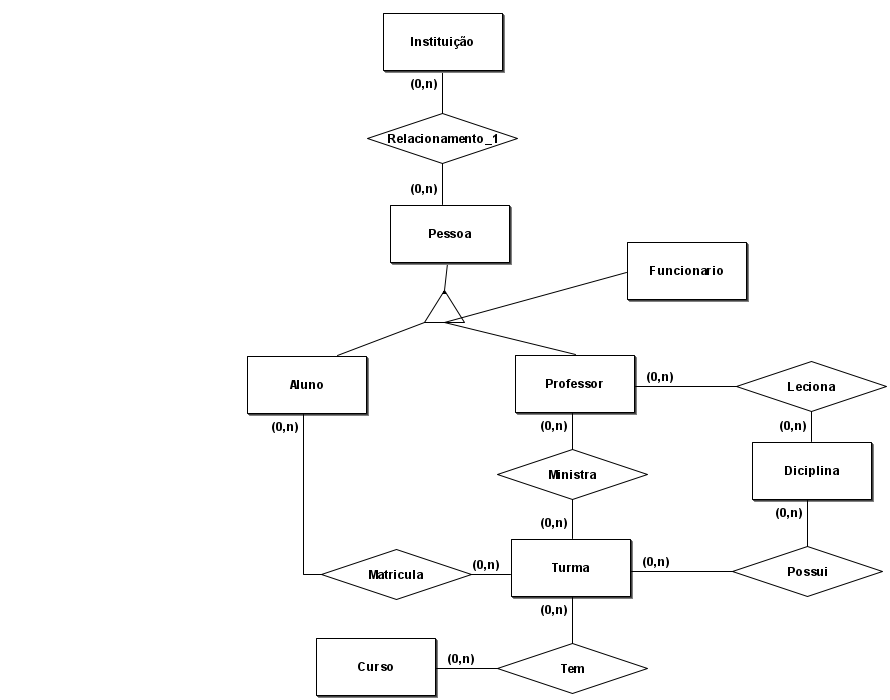 Instituição
(0,n)
Relacionamento_1
(0,n)
Pessoa
Funcionario
Aluno
Professor
(0,n)
Leciona
(0,n)
(0,n)
(0,n)
Ministra
Diciplina
(0,n)
(0,n)
Matricula
(0,n)
Turma
(0,n)
Possui
(0,n)
Curso
(0,n)
Tem